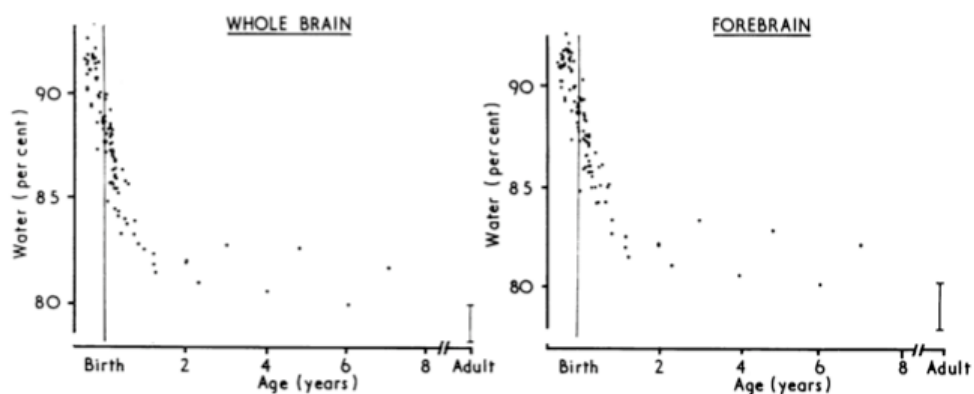 WHOLE BRAIN
Water (per cent)
90
85
80
Birth 2 4 6 8 Adult
Age (years)
FOREBRAIN
Water (per cent)
90
85
80
Birth 2 4 6 8 Adult
Age (years)